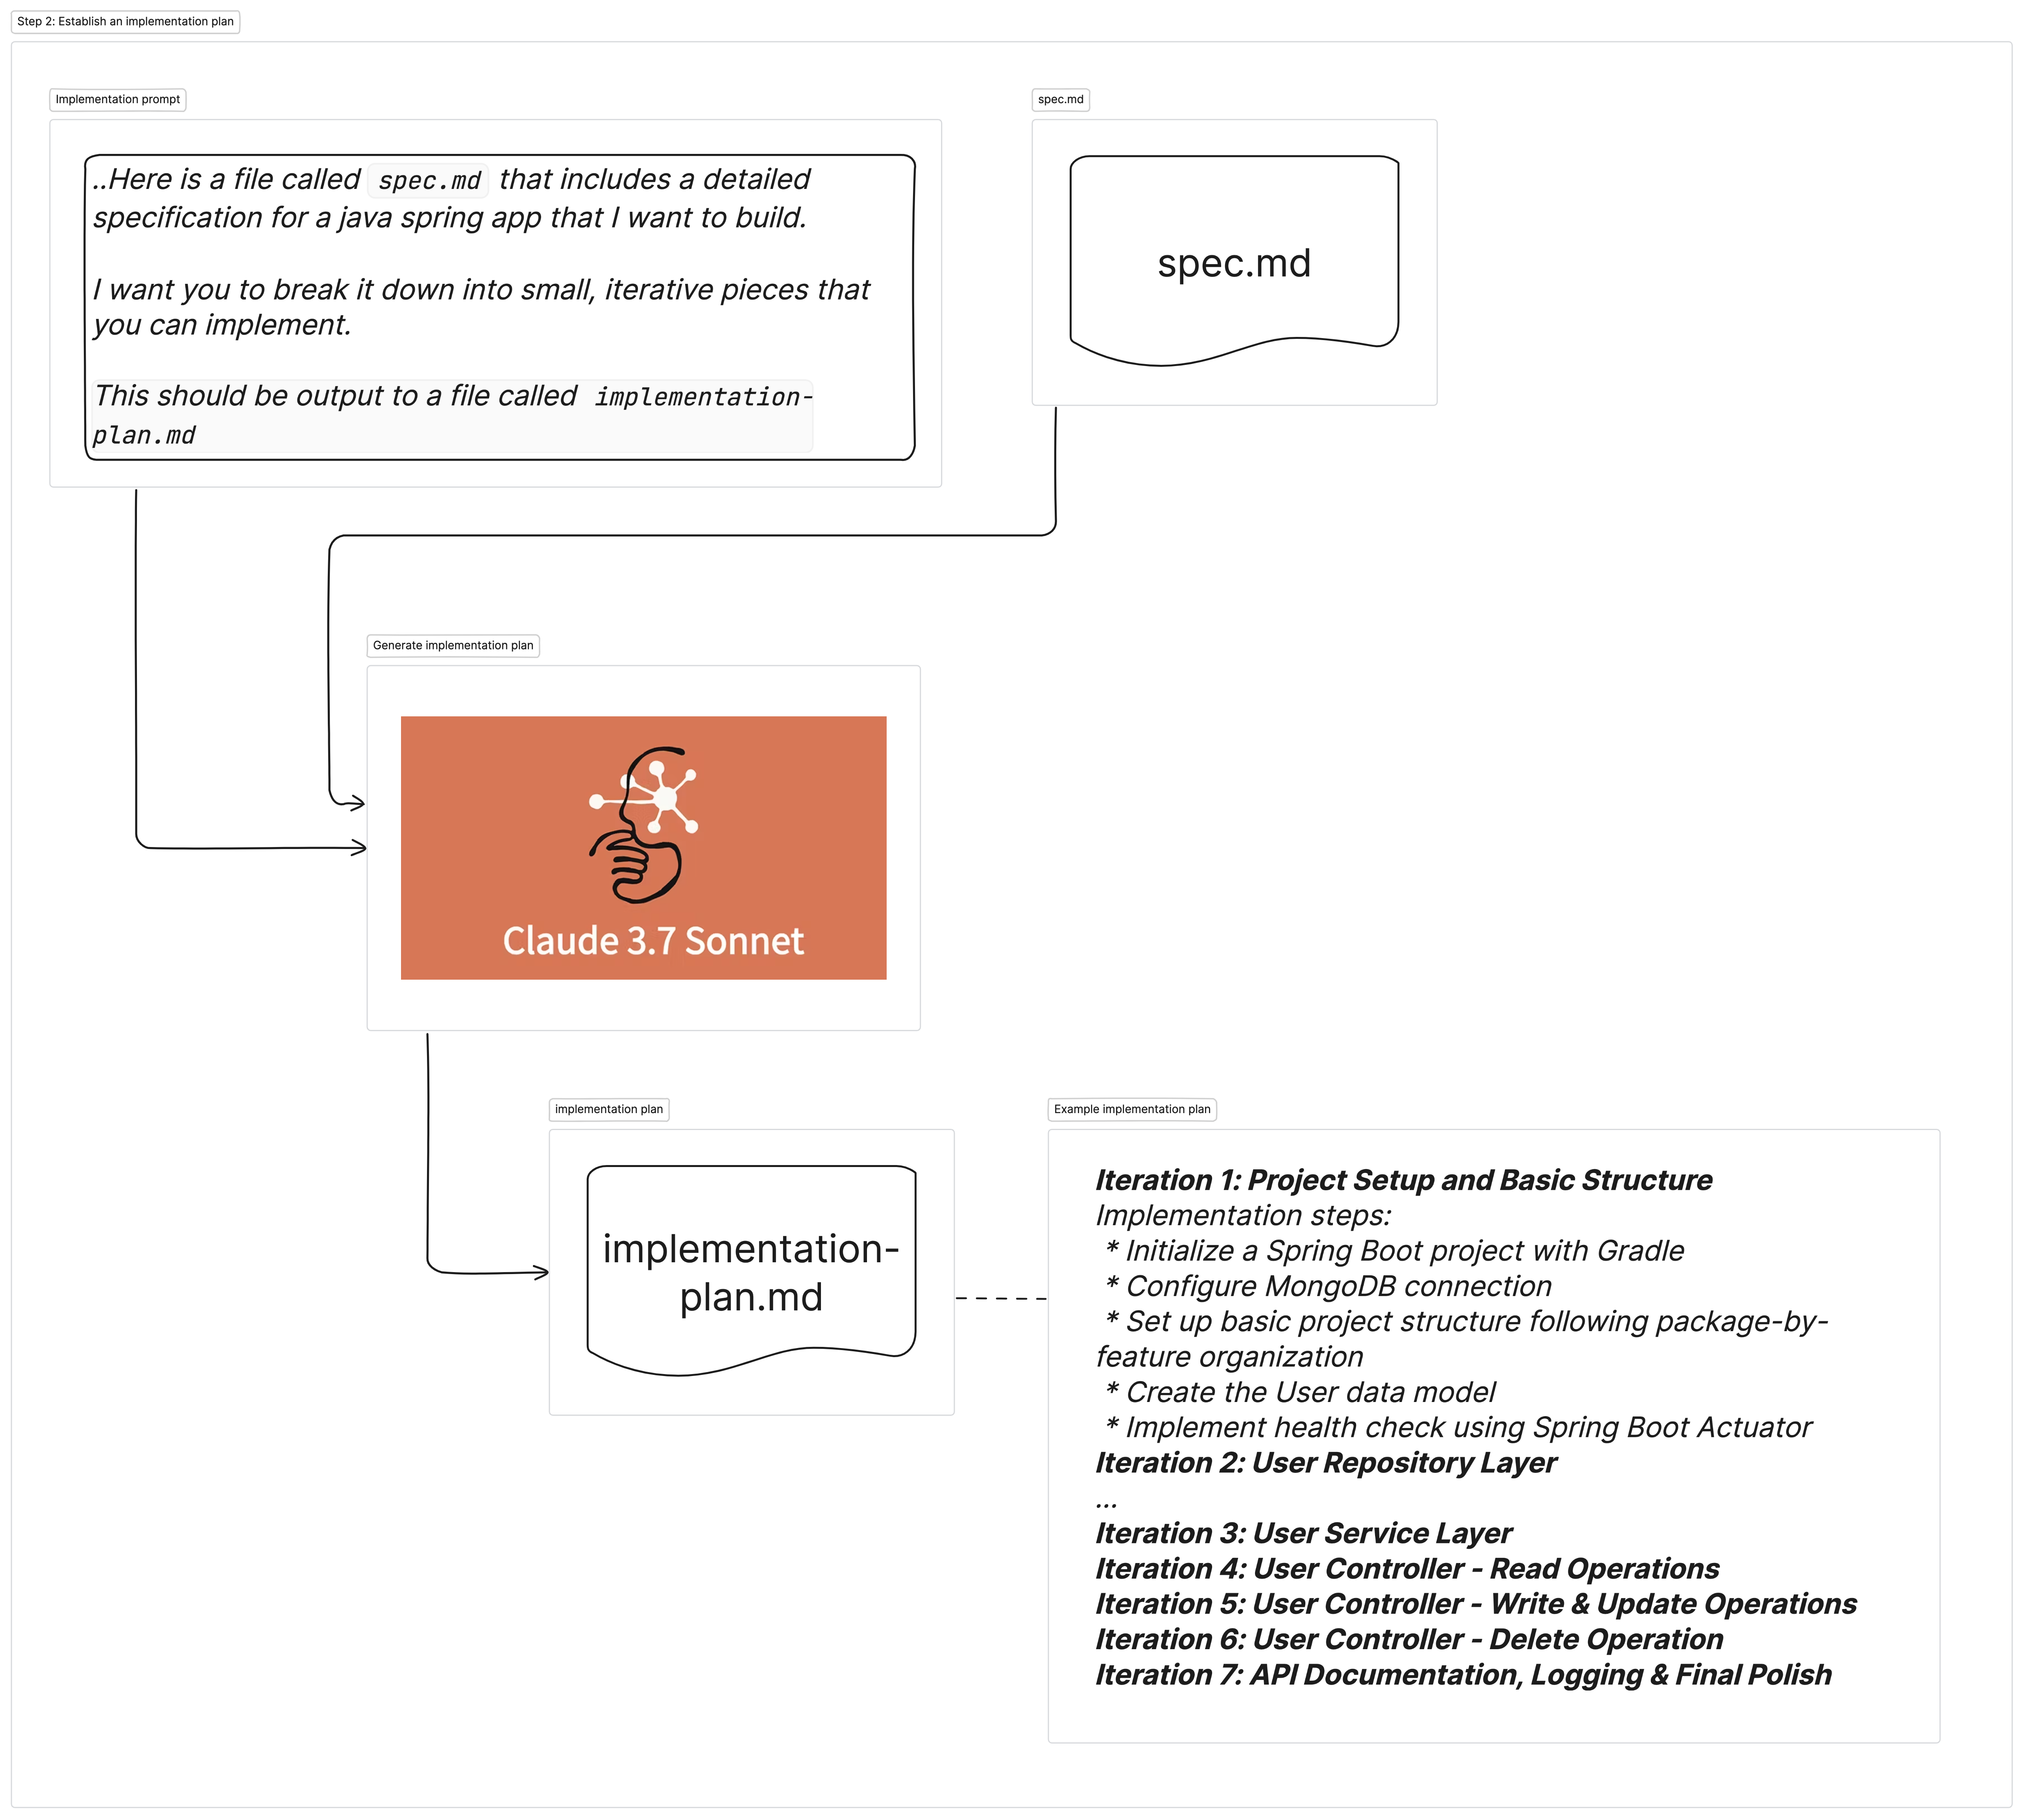 Step 2: Establish an implementation plan
Implementation prompt
..Here is a file called spec.md that includes a detailed
specification for a java spring app that I want to build.
I want you to break it down into small, iterative pieces that
you can implement.
This should be output to a file called implementation-
plan.md
spec.md
spec.md
Generate implementation plan
Claude 3.7 Sonnet
implementation plan
implementation-
plan.md
Example implementation plan
Iteration 1: Project Setup and Basic Structure
Implementation steps:
* Initialize a Spring Boot project with Gradle
* Configure MongoDB connection
* Set up basic project structure following package-by-
feature organization
* Create the User data model
* Implement health check using Spring Boot Actuator
Iteration 2: User Repository Layer
...
Iteration 3: User Service Layer
Iteration 4: User Controller - Read Operations
Iteration 5: User Controller - Write & Update Operations
Iteration 6: User Controller - Delete Operation
Iteration 7: API Documentation, Logging & Final Polish